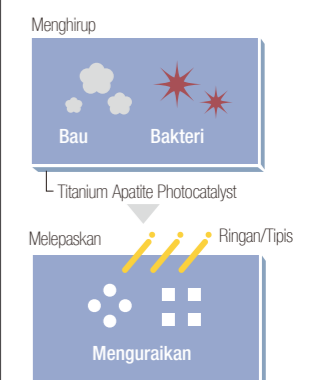 Menghirup
Bau Bakteri
Titanium Apatite Photocatalyst
Melepaskan Ringan/Tipis
Menguraikan